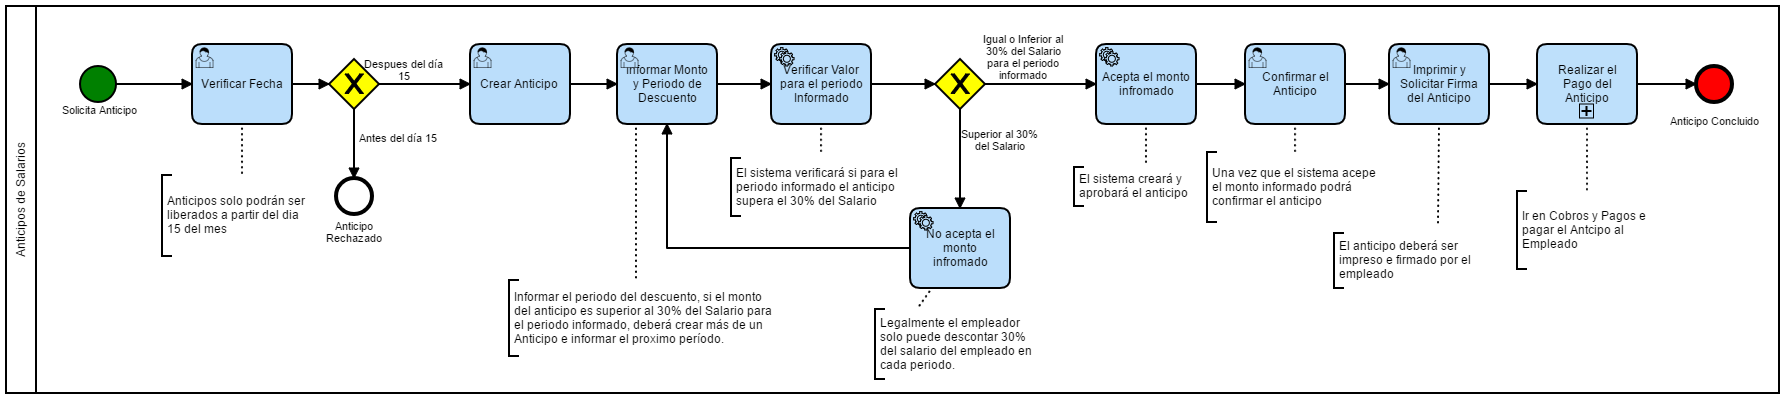 Anticipos de Salarios
Solicita Anticipo
Verificar Fecha
Anticipos solo podrán ser
liberados a partir del dia
15 del mes
Despues del día
15
Antes del día 15
Anticipo
Rechazado
Crear Anticipo
Informar Monto
y Periodo de
Descuento
Informar el periodo del descuento, si el monto
del anticipo es superior al 30% del Salario para
el periodo informado, deberá crear más de un
Anticipo e informar el proximo período.
Verificar Valor
para el periodo
Informado
El sistema verificará si para el
periodo informado el anticipo
supera el 30% del Salario
Igual o Inferior al
30% del Salario
para el periodo
informado
Superior al 30%
del Salario
No acepta el
monto
infromado
Legalmente el empleador
solo puede descontar 30%
del salario del empleado en
cada periodo.
Acepta el monto
infromado
El sistema creará y
aprobará el anticipo
Confirmar el
Anticipo
Una vez que el sistema acepe
el monto informado podrá
confirmar el anticipo
Imprimir y
Solicitar Firma
del Anticipo
El anticipo deberá ser
impreso e firmado por el
empleado
Realizar el
Pago del
Anticipo
Ir en Cobros y Pagos e
pagar el Antcipo al
Empleado
Anticipo Concluido